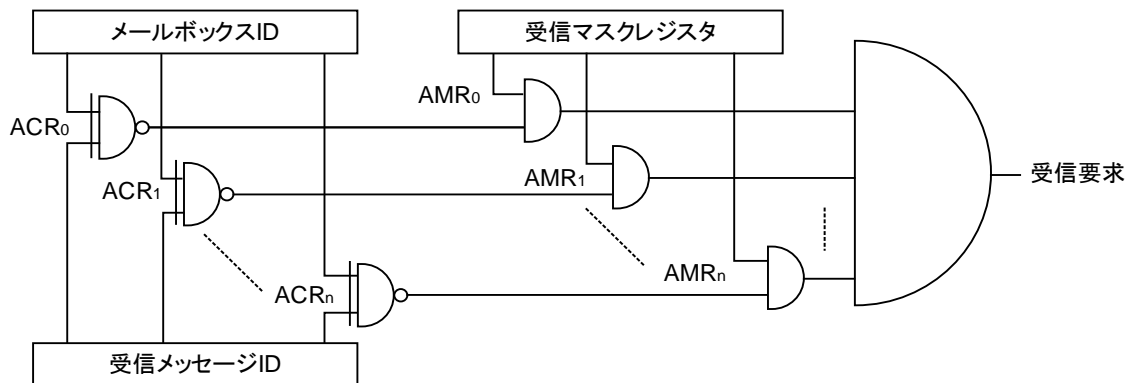 メールボックスID
受信マスクレジスタ
ACR0
AMR0
ACR1
AMR1
ACRn
AMRn
受信要求
受信メッセージID